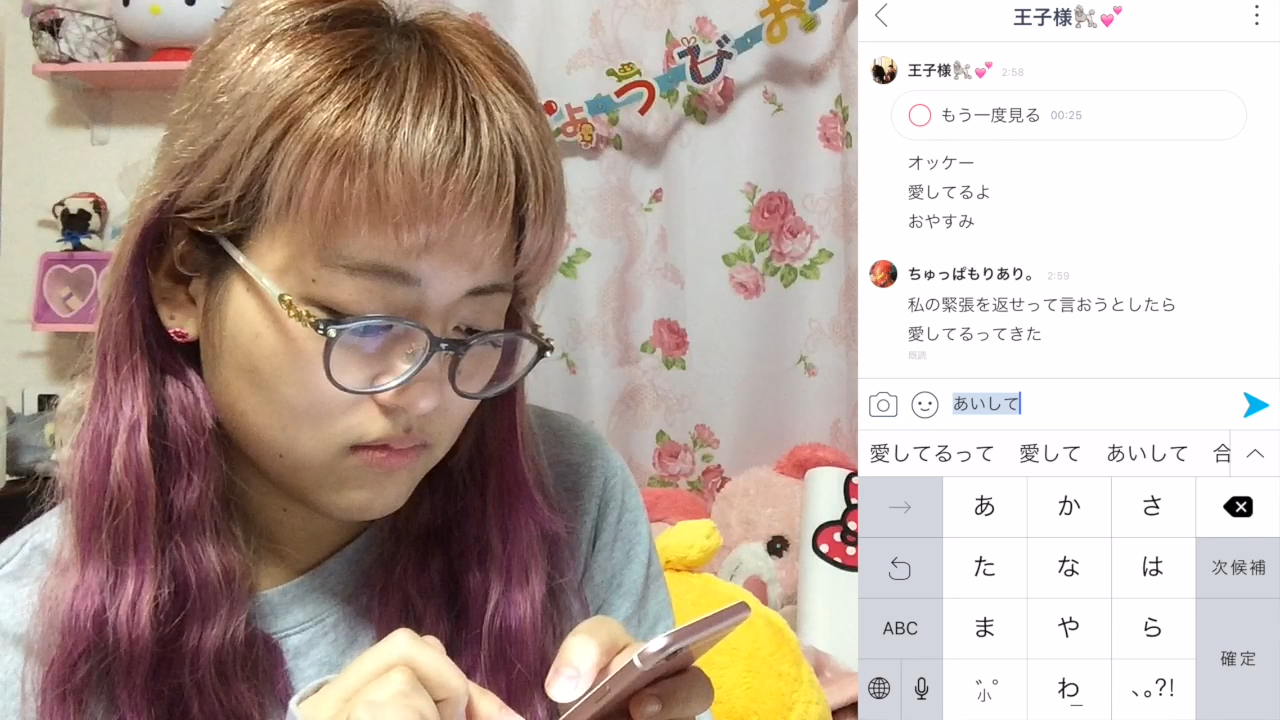 ょ
っ
び
お
王子様🐩💕
王子様🐩💕 2:58
もう一度見る 00:25
オッケー
愛してるよ
おやすみ
ちゅっぱもりあり。 2:59
私の緊張を返せって言おうとしたら
愛してるってきた
既読
あいして
愛してるって 愛して あいして 合
→ あ か さ
た な は 次候補
ABC ま や ら
確定
小゛゜ わ_ 、。?!